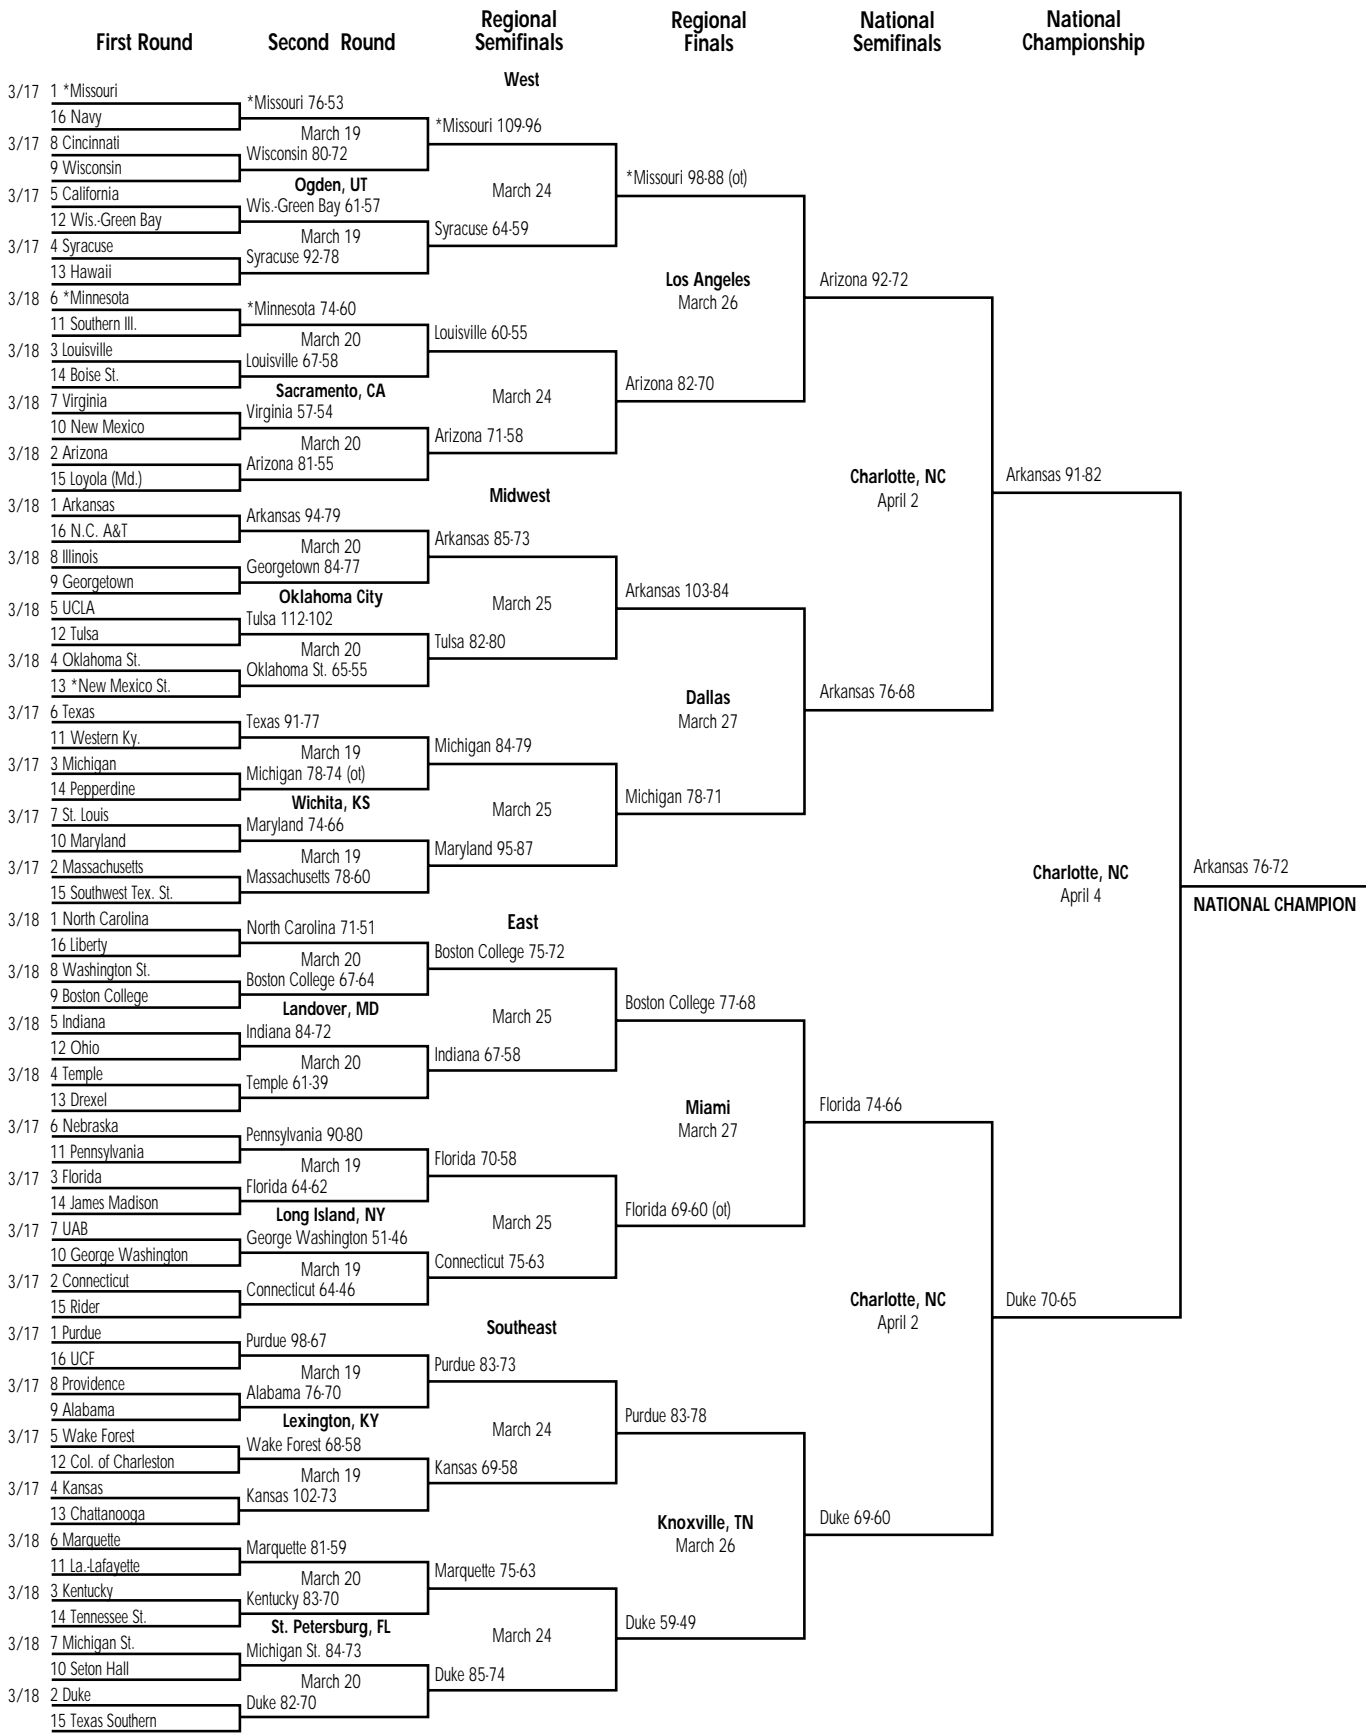 First Round
Second Round
Regional Semifinals
Regional Finals
National Semifinals
National Championship
West
3/17 1 *Missouri
16 Navy
3/17 8 Cincinnati
9 Wisconsin
3/17 5 California
12 Wis.-Green Bay
3/17 4 Syracuse
13 Hawaii
3/18 6 *Minnesota
11 Southern Ill.
3/18 3 Louisville
14 Boise St.
3/18 7 Virginia
10 New Mexico
3/18 2 Arizona
15 Loyola (Md.)
*Missouri 76-53
March 19
Wisconsin 80-72
Ogden, UT
Wis.-Green Bay 61-57
March 19
Syracuse 92-78
*Minnesota 74-60
March 20
Louisville 67-58
Sacramento, CA
Virginia 57-54
March 20
Arizona 81-55
*Missouri 109-96
March 24
Syracuse 64-59
Louisville 60-55
March 24
Arizona 71-58
*Missouri 98-88 (ot)
Los Angeles
March 26
Arizona 82-70
Arizona 92-72
Midwest
3/18 1 Arkansas
16 N.C. A&T
3/18 8 Illinois
9 Georgetown
3/18 5 UCLA
12 Tulsa
3/18 4 Oklahoma St.
13 *New Mexico St.
3/17 6 Texas
11 Western Ky.
3/17 3 Michigan
14 Pepperdine
3/17 7 St. Louis
10 Maryland
3/17 2 Massachusetts
15 Southwest Tex. St.
Arkansas 94-79
March 20
Georgetown 84-77
Oklahoma City
Tulsa 112-102
March 20
Oklahoma St. 65-55
Texas 91-77
March 19
Michigan 78-74 (ot)
Wichita, KS
Maryland 74-66
March 19
Massachusetts 78-60
Arkansas 85-73
March 25
Tulsa 82-80
Michigan 84-79
March 25
Maryland 95-87
Arkansas 103-84
Dallas
March 27
Michigan 78-71
Arkansas 76-68
Charlotte, NC
April 2
Arkansas 91-82
East
3/18 1 North Carolina
16 Liberty
3/18 8 Washington St.
9 Boston College
3/18 5 Indiana
12 Ohio
3/18 4 Temple
13 Drexel
3/17 6 Nebraska
11 Pennsylvania
3/17 3 Florida
14 James Madison
3/17 7 UAB
10 George Washington
3/17 2 Connecticut
15 Rider
North Carolina 71-51
March 20
Boston College 67-64
Landover, MD
Indiana 84-72
March 20
Temple 61-39
Pennsylvania 90-80
March 19
Florida 64-62
Long Island, NY
George Washington 51-46
March 19
Connecticut 64-46
Boston College 75-72
March 25
Indiana 67-58
Florida 70-58
March 25
Connecticut 75-63
Boston College 77-68
Miami
March 27
Florida 69-60 (ot)
Florida 74-66
Southeast
3/17 1 Purdue
16 UCF
3/17 8 Providence
9 Alabama
3/17 5 Wake Forest
12 Col. of Charleston
3/17 4 Kansas
13 Chattanooga
3/18 6 Marquette
11 La.-Lafayette
3/18 3 Kentucky
14 Tennessee St.
3/18 7 Michigan St.
10 Seton Hall
3/18 2 Duke
15 Texas Southern
Purdue 98-67
March 19
Alabama 76-70
Lexington, KY
Wake Forest 68-58
March 19
Kansas 102-73
Marquette 81-59
March 20
Kentucky 83-70
St. Petersburg, FL
Michigan St. 84-73
March 20
Duke 82-70
Purdue 83-73
March 24
Kansas 69-58
Marquette 75-63
March 24
Duke 85-74
Purdue 83-78
Knoxville, TN
March 26
Duke 59-49
Duke 69-60
Charlotte, NC
April 2
Duke 70-65
Charlotte, NC
April 4
Arkansas 76-72
NATIONAL CHAMPION